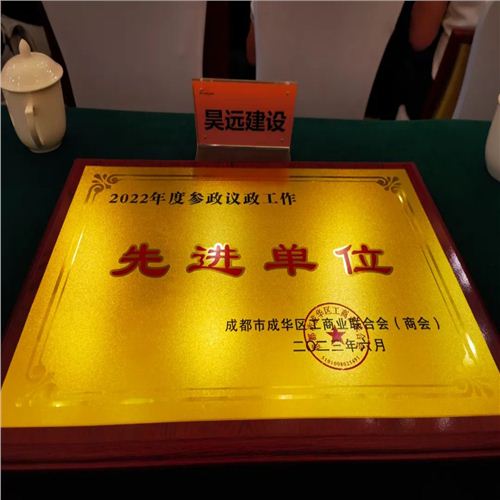 昊远建设
2022年度参政议政工作
先进单位
成都市成华区工商业联合会（商会）
二〇二三年六月